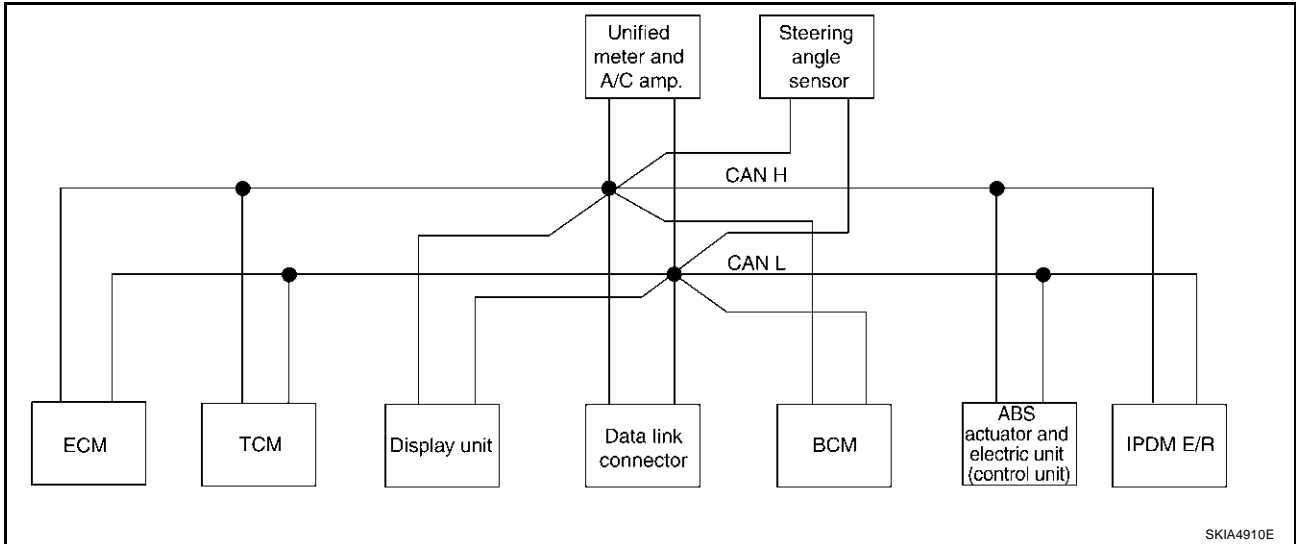 Unified
meter and
A/C amp.
Steering
angle
sensor
CAN H
CAN L
ECM
TCM
Display unit
Data link
connector
BCM
ABS
actuator and
electric unit
(control unit)
IPDM E/R
SKIA4910E